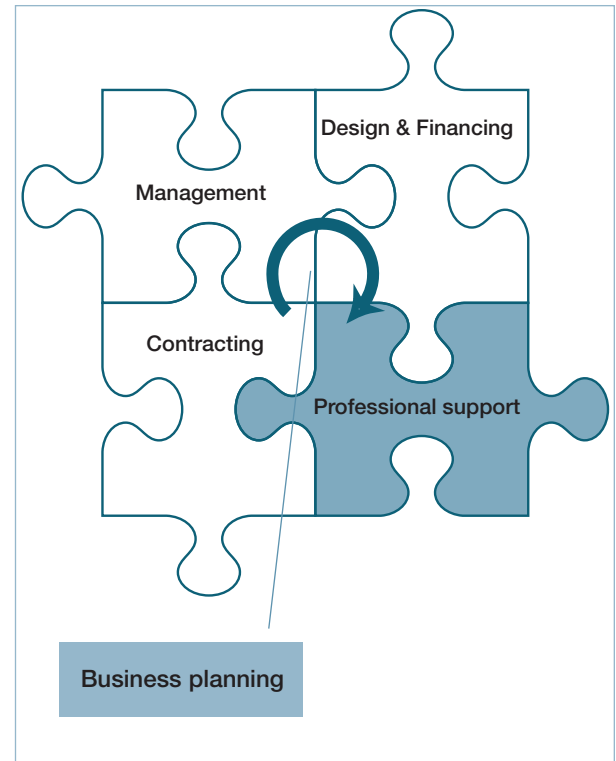 Design & Financing
Management
Contracting
Professional support
Business planning